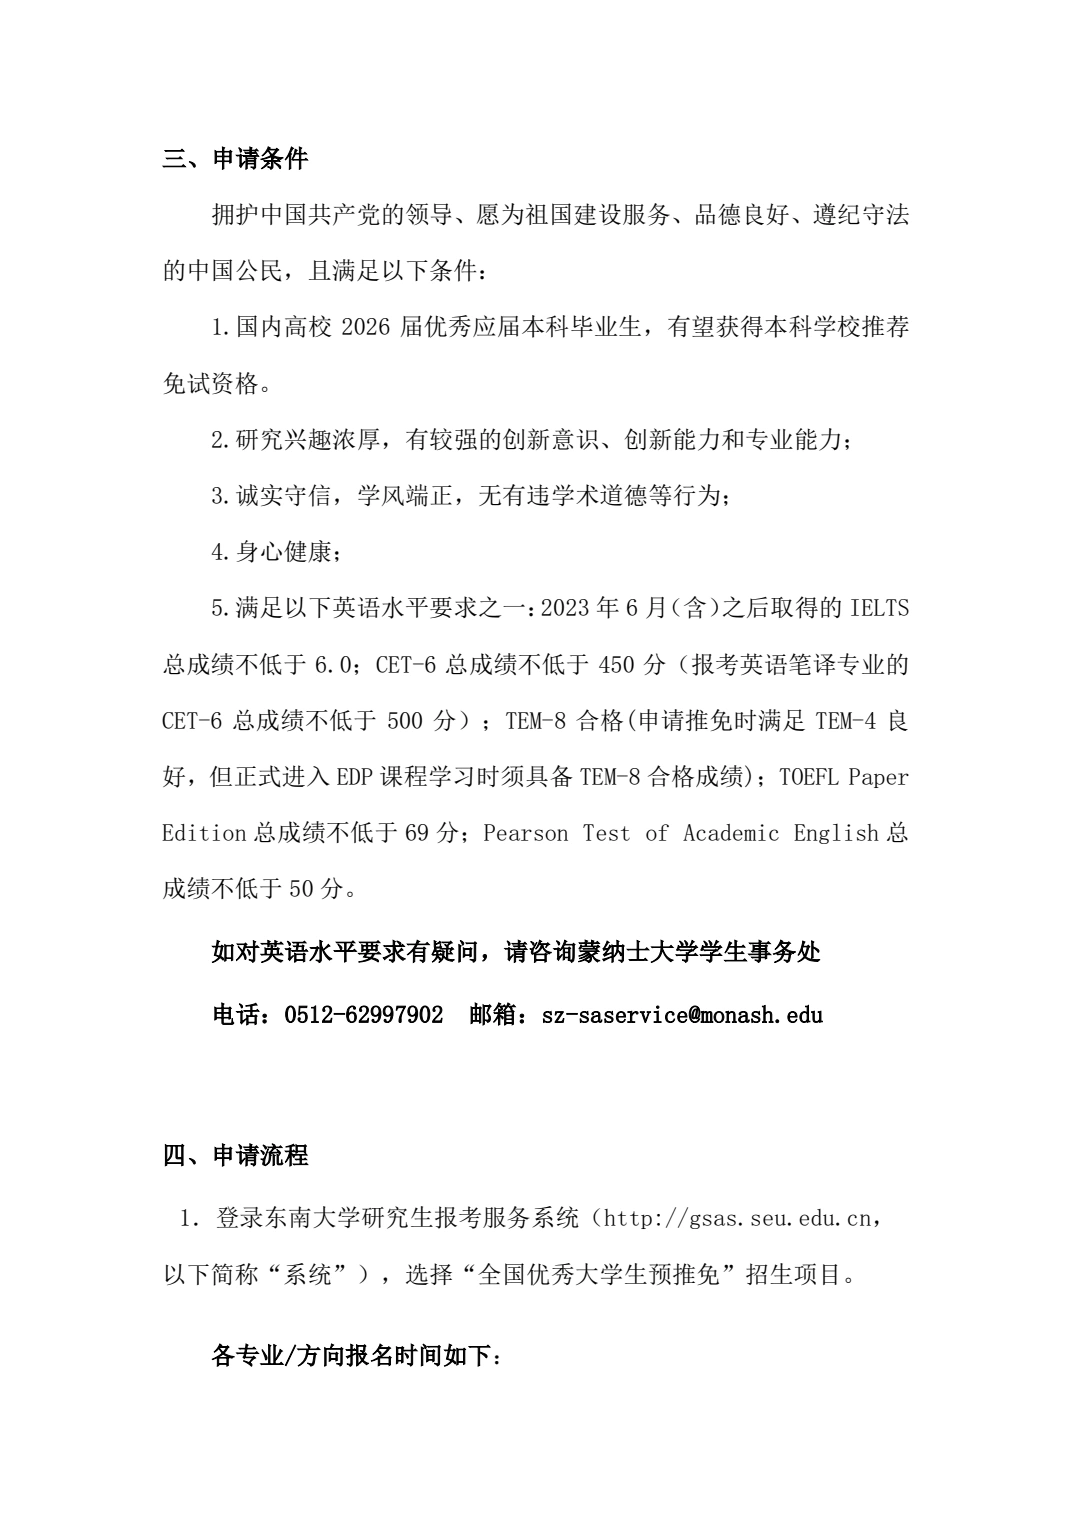 三、申请条件
拥护中国共产党的领导、愿为祖国建设服务、品德良好、遵纪守法
的中国公民，且满足以下条件：
1.国内高校 2026 届优秀应届本科毕业生，有望获得本科学校推荐
免试资格。
2.研究兴趣浓厚，有较强的创新意识、创新能力和专业能力；
3.诚实守信，学风端正，无有违学术道德等行为；
4.身心健康；
5.满足以下英语水平要求之一：2023 年 6 月（含）之后取得的 IELTS
总成绩不低于 6.0；CET-6 总成绩不低于 450 分（报考英语笔译专业的
CET-6 总成绩不低于 500 分）；TEM-8 合格(申请推免时满足 TEM-4 良
好，但正式进入 EDP 课程学习时须具备 TEM-8 合格成绩)；TOEFL Paper
Edition 总成绩不低于 69 分；Pearson Test of Academic English 总
成绩不低于 50 分。
如对英语水平要求有疑问，请咨询蒙纳士大学学生事务处
电话：0512-62997902 邮箱：sz-saservice@monash.edu
四、申请流程
1. 登录东南大学研究生报考服务系统（http://gsas.seu.edu.cn，
以下简称“系统”），选择“全国优秀大学生预推免”招生项目。
各专业/方向报名时间如下：